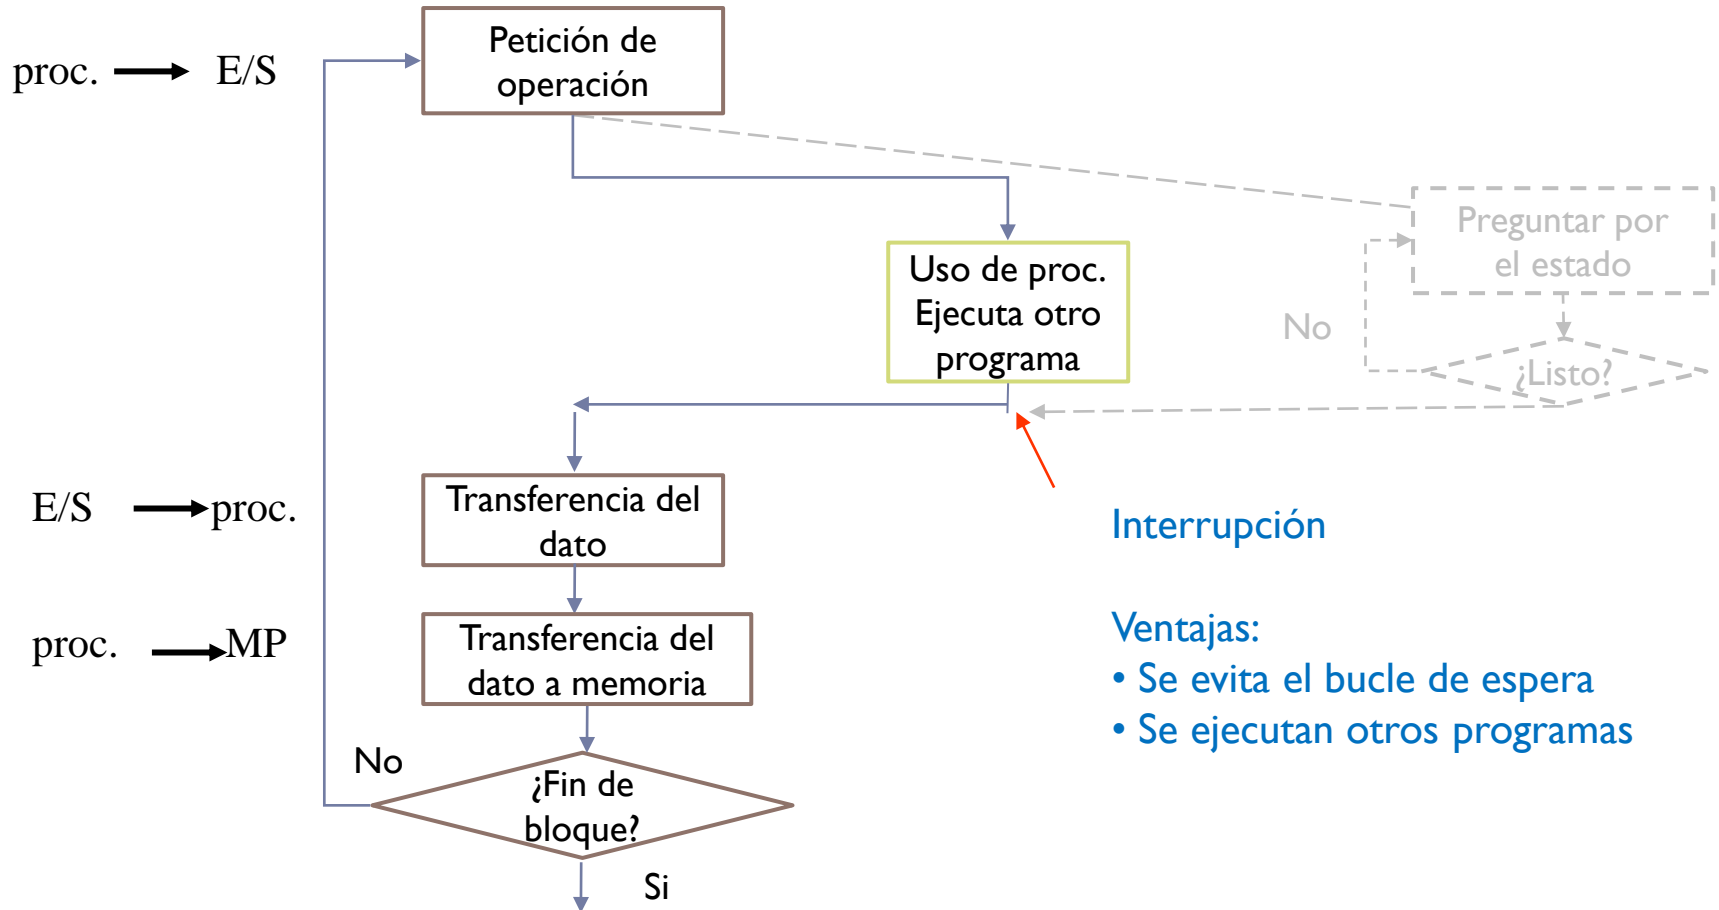 Petición de
operación
proc.
E/S
Preguntar por
el estado
Uso de proc.
Ejecuta otro
programa
No
¿Listo?
E/S
proc.
Transferencia del
dato
Interrupción
proc.
MP
Transferencia del
dato a memoria
Ventajas:
• Se evita el bucle de espera
• Se ejecutan otros programas
No
¿Fin de
bloque?
Si